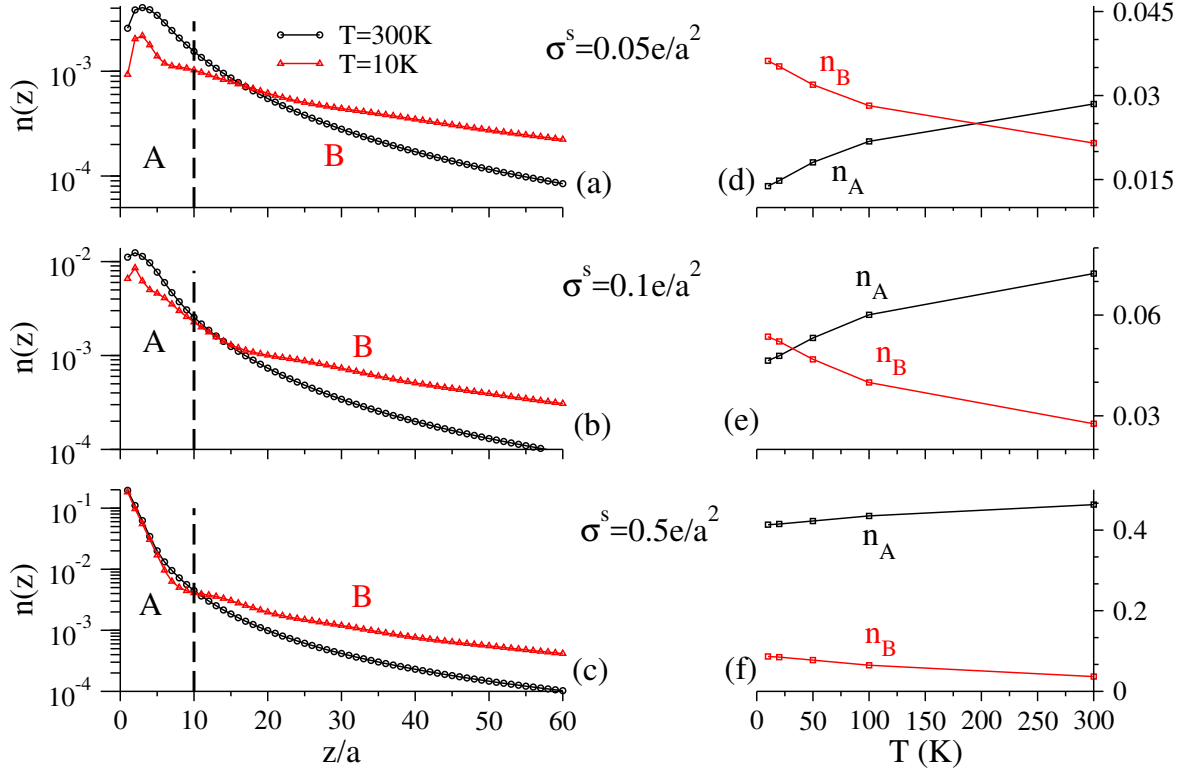 T=300K
T=10K
n(z)
10^-3
10^-4
A
B
(a)
σ^s=0.05e/a^2
(d)
n_B
n_A
0.045
0.03
0.015
n(z)
10^-2
10^-3
10^-4
A
B
(b)
σ^s=0.1e/a^2
(e)
n_A
n_B
0.06
0.03
n(z)
10^-1
10^-2
10^-3
10^-4
A
B
(c)
σ^s=0.5e/a^2
(f)
n_A
n_B
0.4
0.2
0
0 10 20 30 40 50 60
z/a
0 50 100 150 200 250 300
T (K)